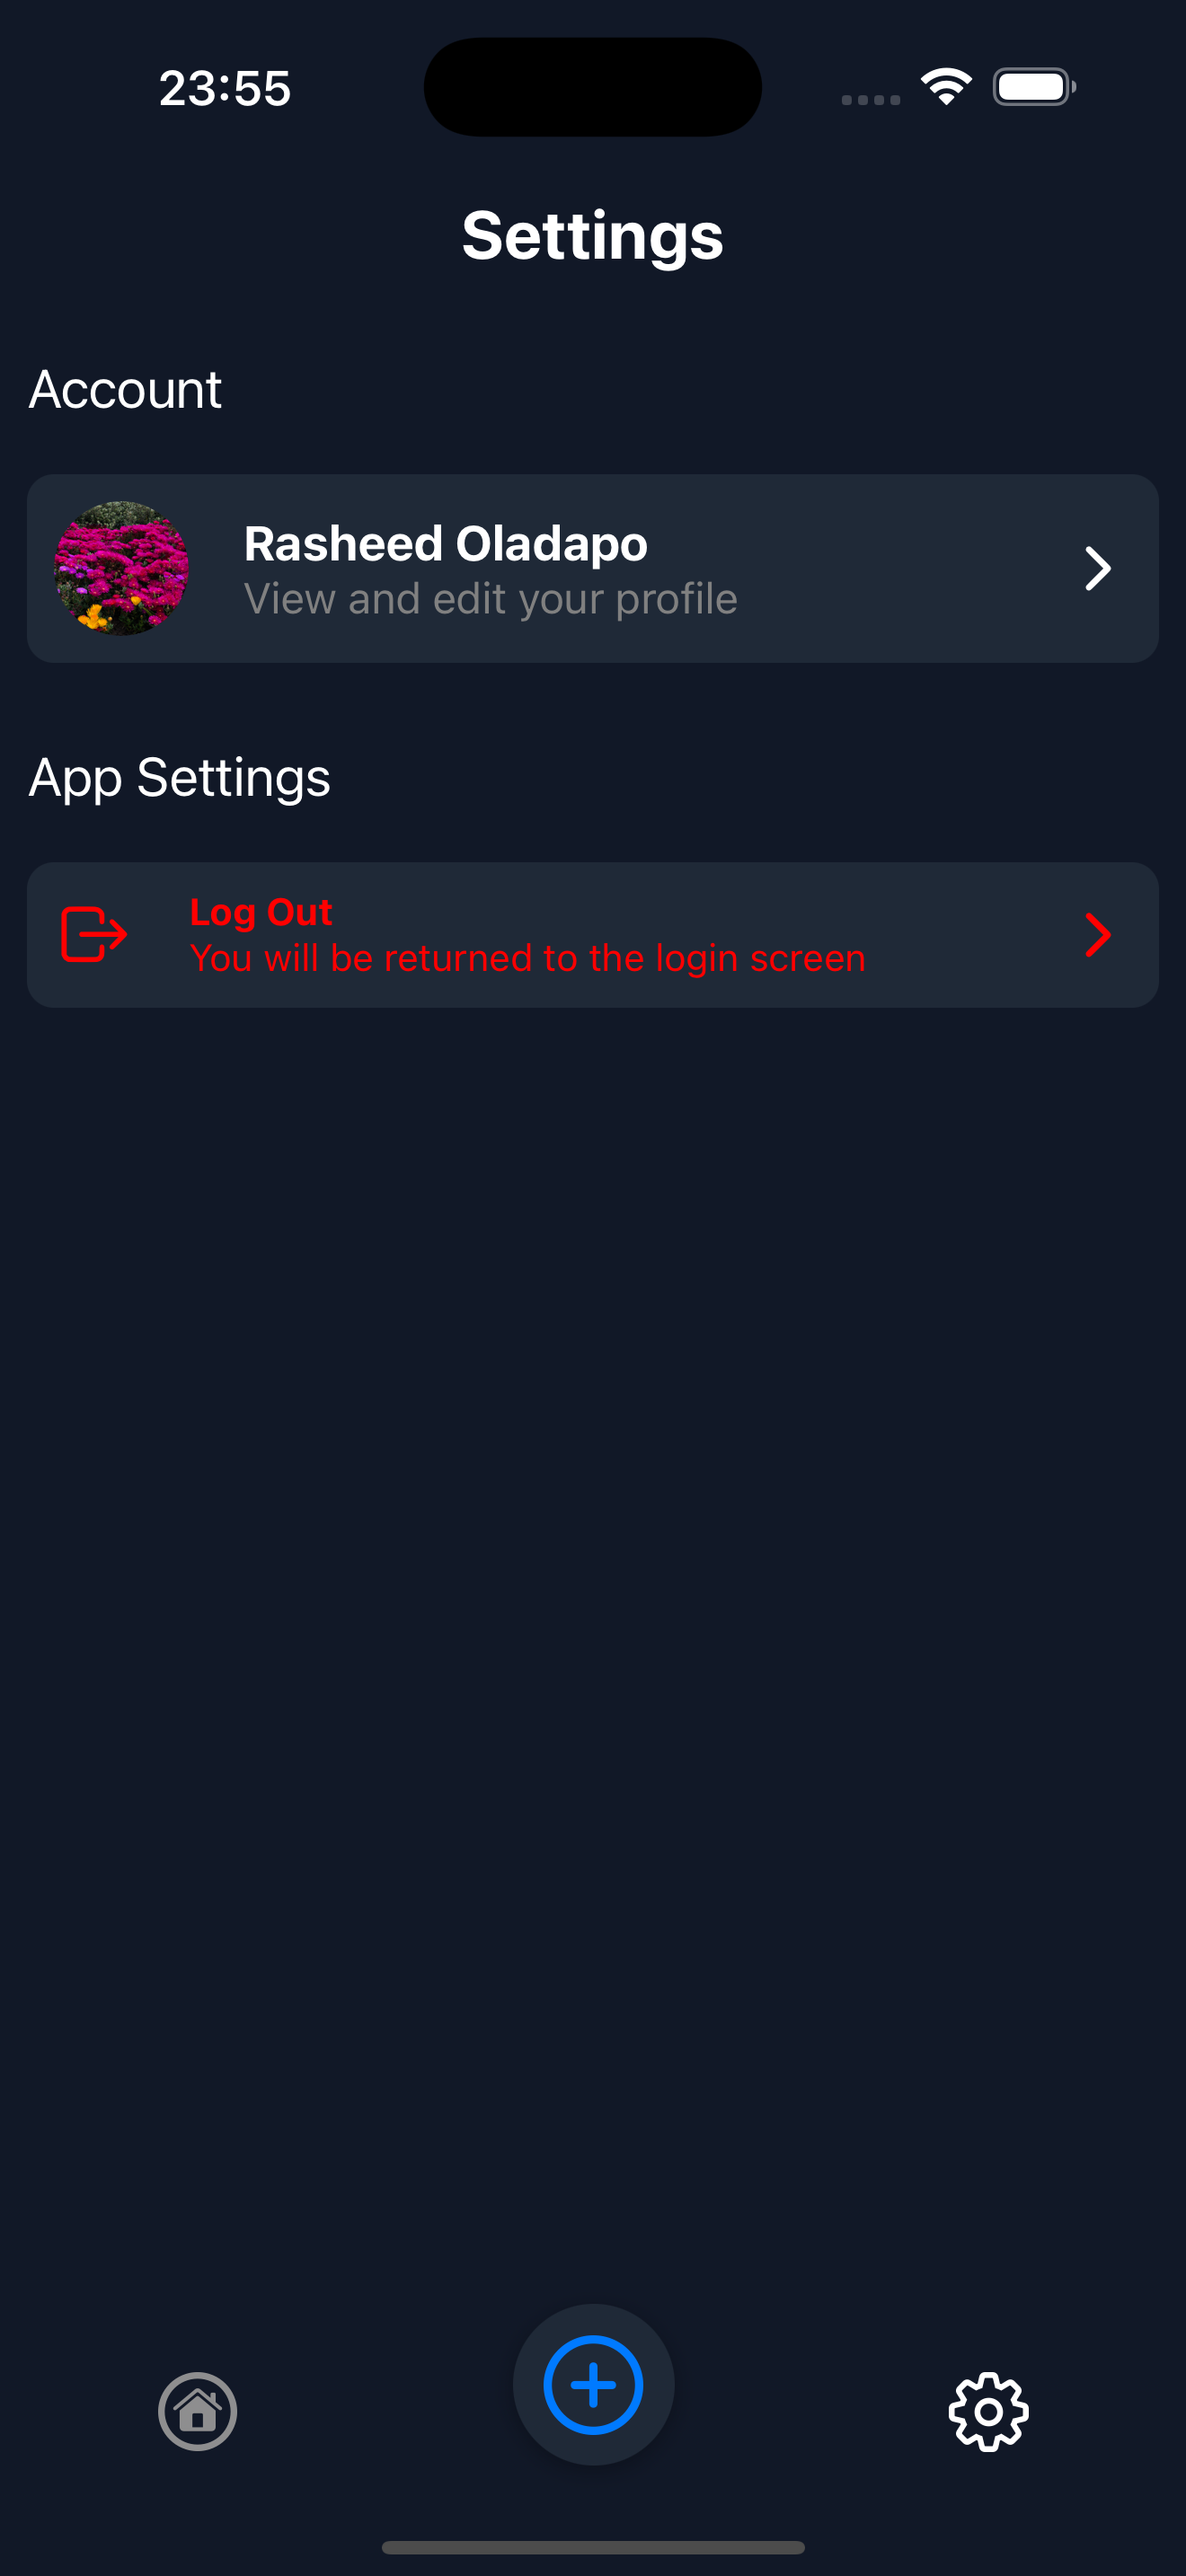 23:55
Settings
Account
Rasheed Oladapo
View and edit your profile
App Settings
Log Out
You will be returned to the login screen